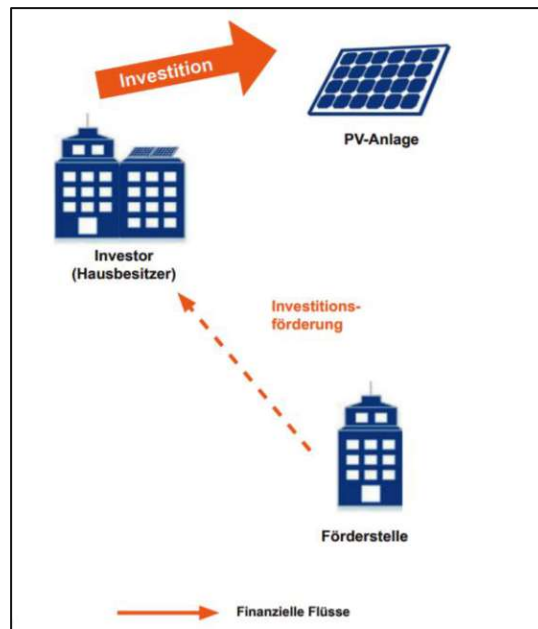 Investition
PV-Anlage
Investor
(Hausbesitzer)
Investitions-
förderung
Förderstelle
Finanzielle Flüsse